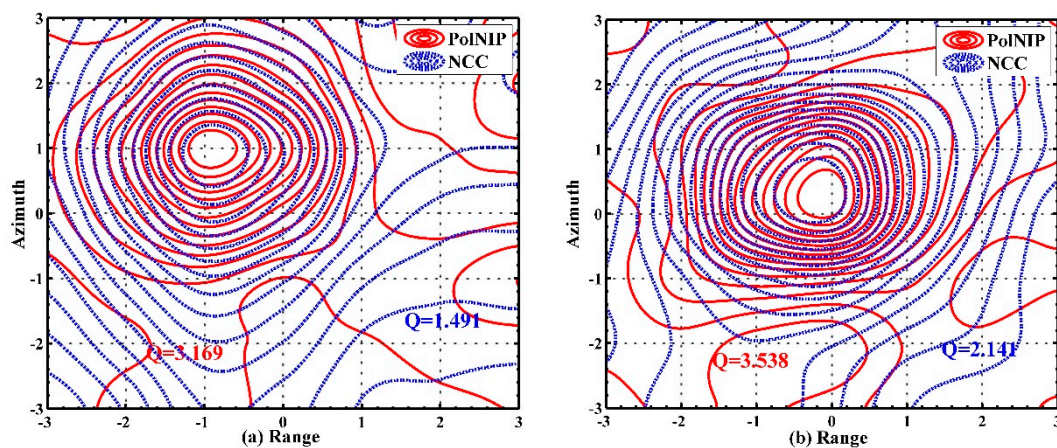 3
2
1
0
-1
-2
-3
Azimuth
PolNIP
NCC
Q=3.169
Q=1.491
-3 -2 -1 0 1 2 3
(a) Range
3
2
1
0
-1
-2
-3
Azimuth
PolNIP
NCC
Q=3.538
Q=2.141
-3 -2 -1 0 1 2 3
(b) Range